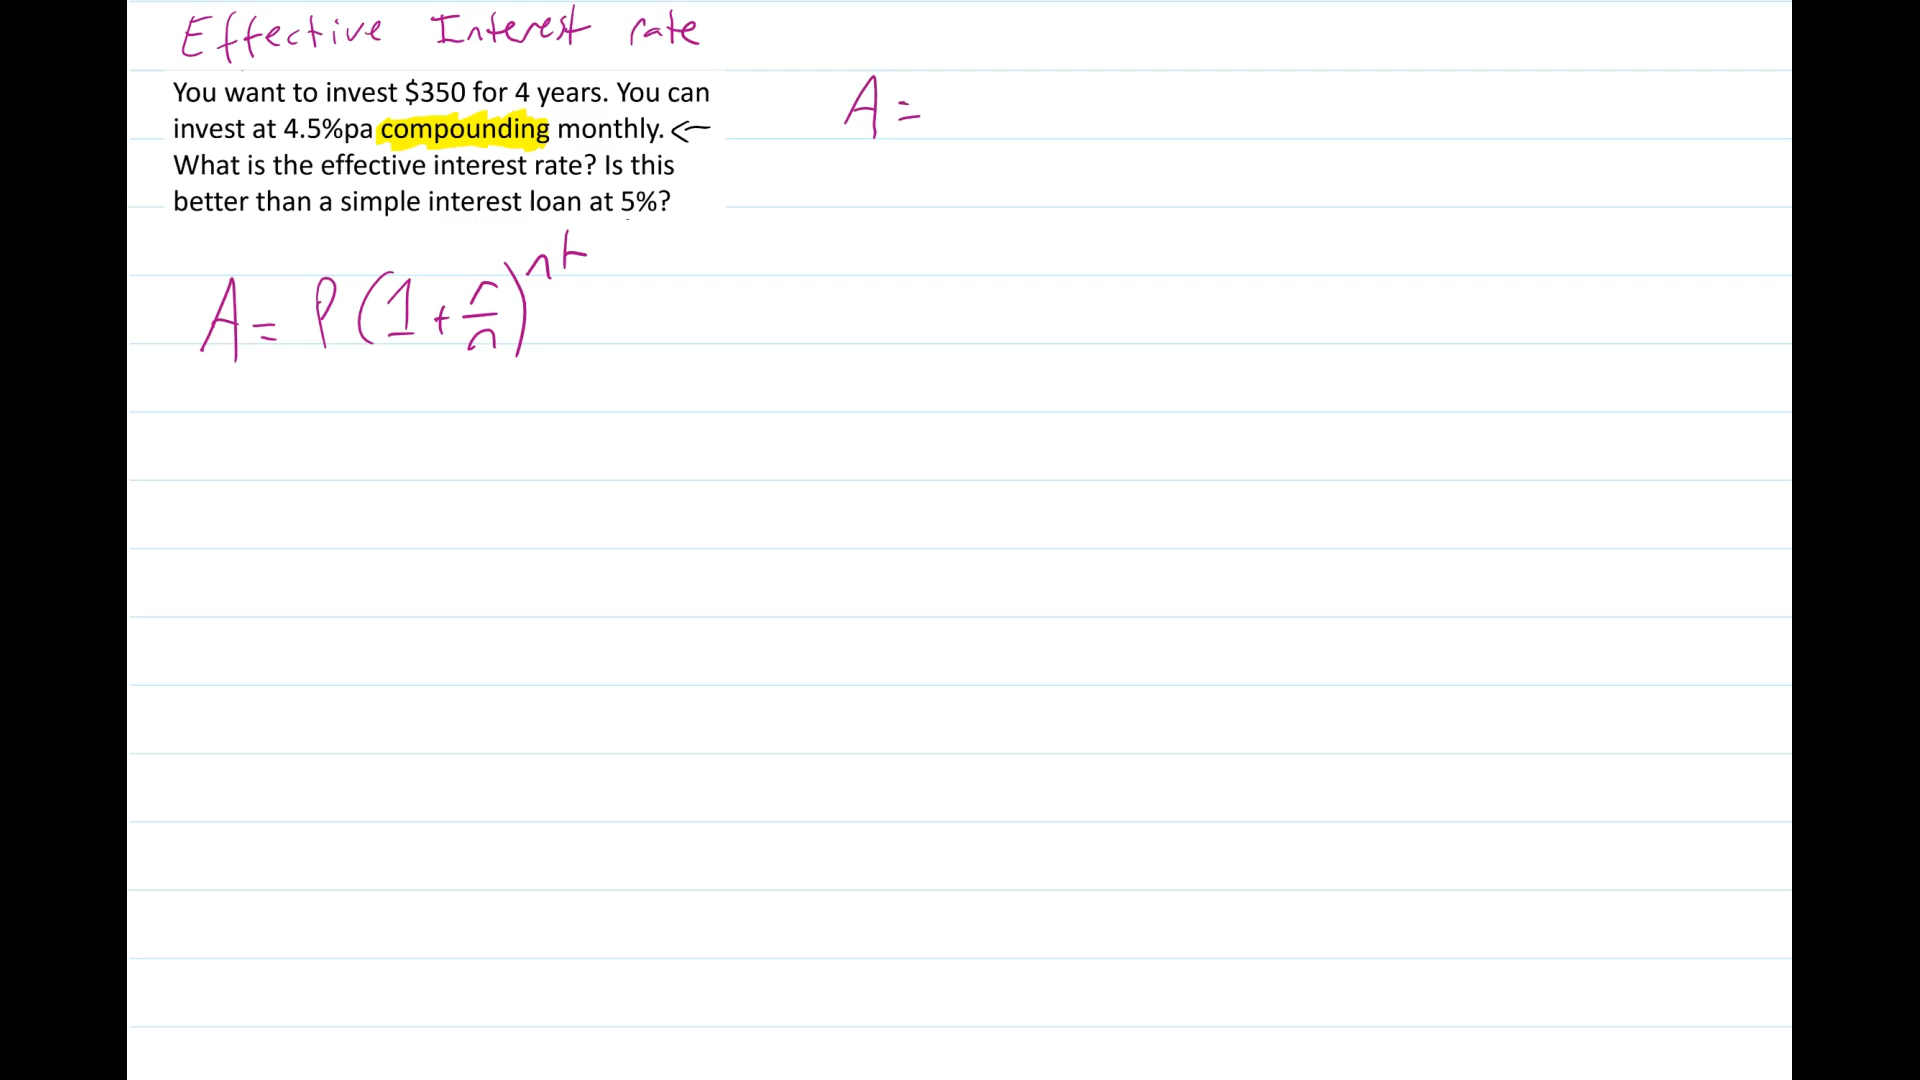 Effective Interest rate
You want to invest $350 for 4 years. You can
invest at 4.5%pa compounding monthly. ←
What is the effective interest rate? Is this
better than a simple interest loan at 5%?
A =
A = P(1 + r/n)^nt